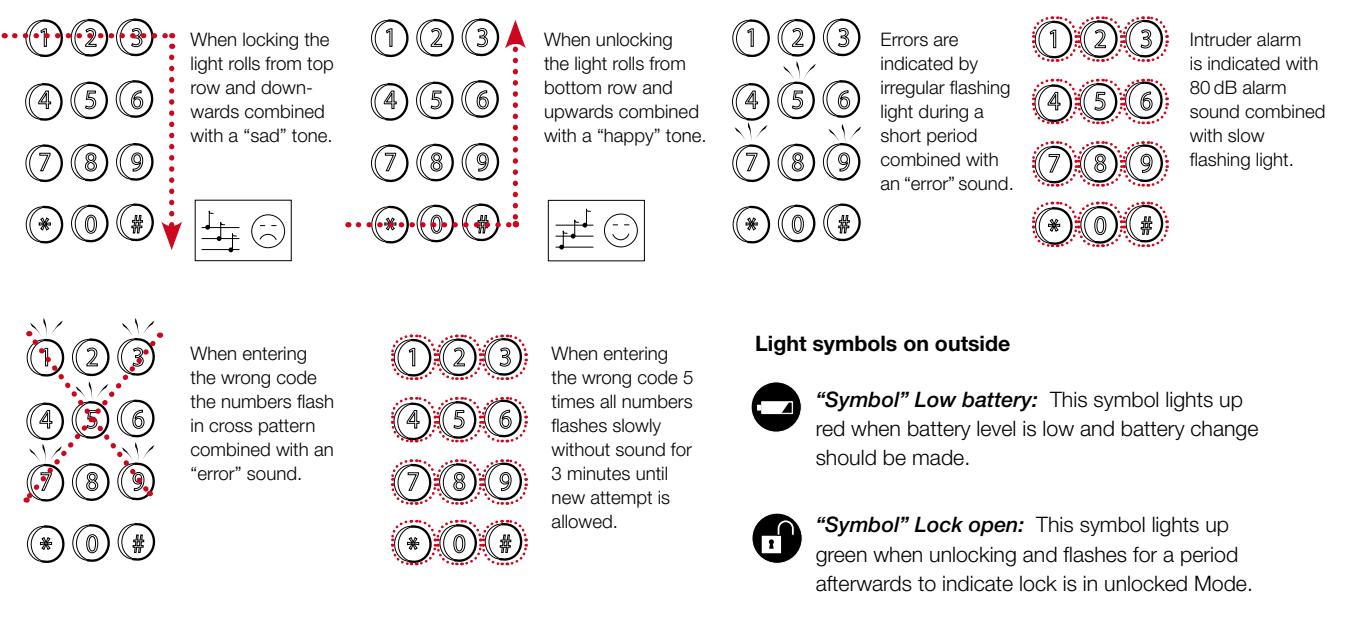 1 2 3
4 5 6
7 8 9
* 0 #
When locking the
light rolls from top
row and down-
wards combined
with a “sad” tone.
1 2 3
4 5 6
7 8 9
* 0 #
When unlocking
the light rolls from
bottom row and
upwards combined
with a “happy” tone.
1 2 3
4 5 6
7 8 9
* 0 #
Errors are
indicated by
irregular flashing
light during a
short period
combined with
an “error” sound.
1 2 3
4 5 6
7 8 9
* 0 #
Intruder alarm
is indicated with
80 dB alarm
sound combined
with slow
flashing light.
1 2 3
4 5 6
7 8 9
* 0 #
When entering
the wrong code
the numbers flash
in cross pattern
combined with an
“error” sound.
1 2 3
4 5 6
7 8 9
* 0 #
When entering
the wrong code 5
times all numbers
flashes slowly
without sound for
3 minutes until
new attempt is
allowed.
Light symbols on outside
“Symbol” Low battery: This symbol lights up
red when battery level is low and battery change
should be made.
“Symbol” Lock open: This symbol lights up
green when unlocking and flashes for a period
afterwards to indicate lock is in unlocked Mode.